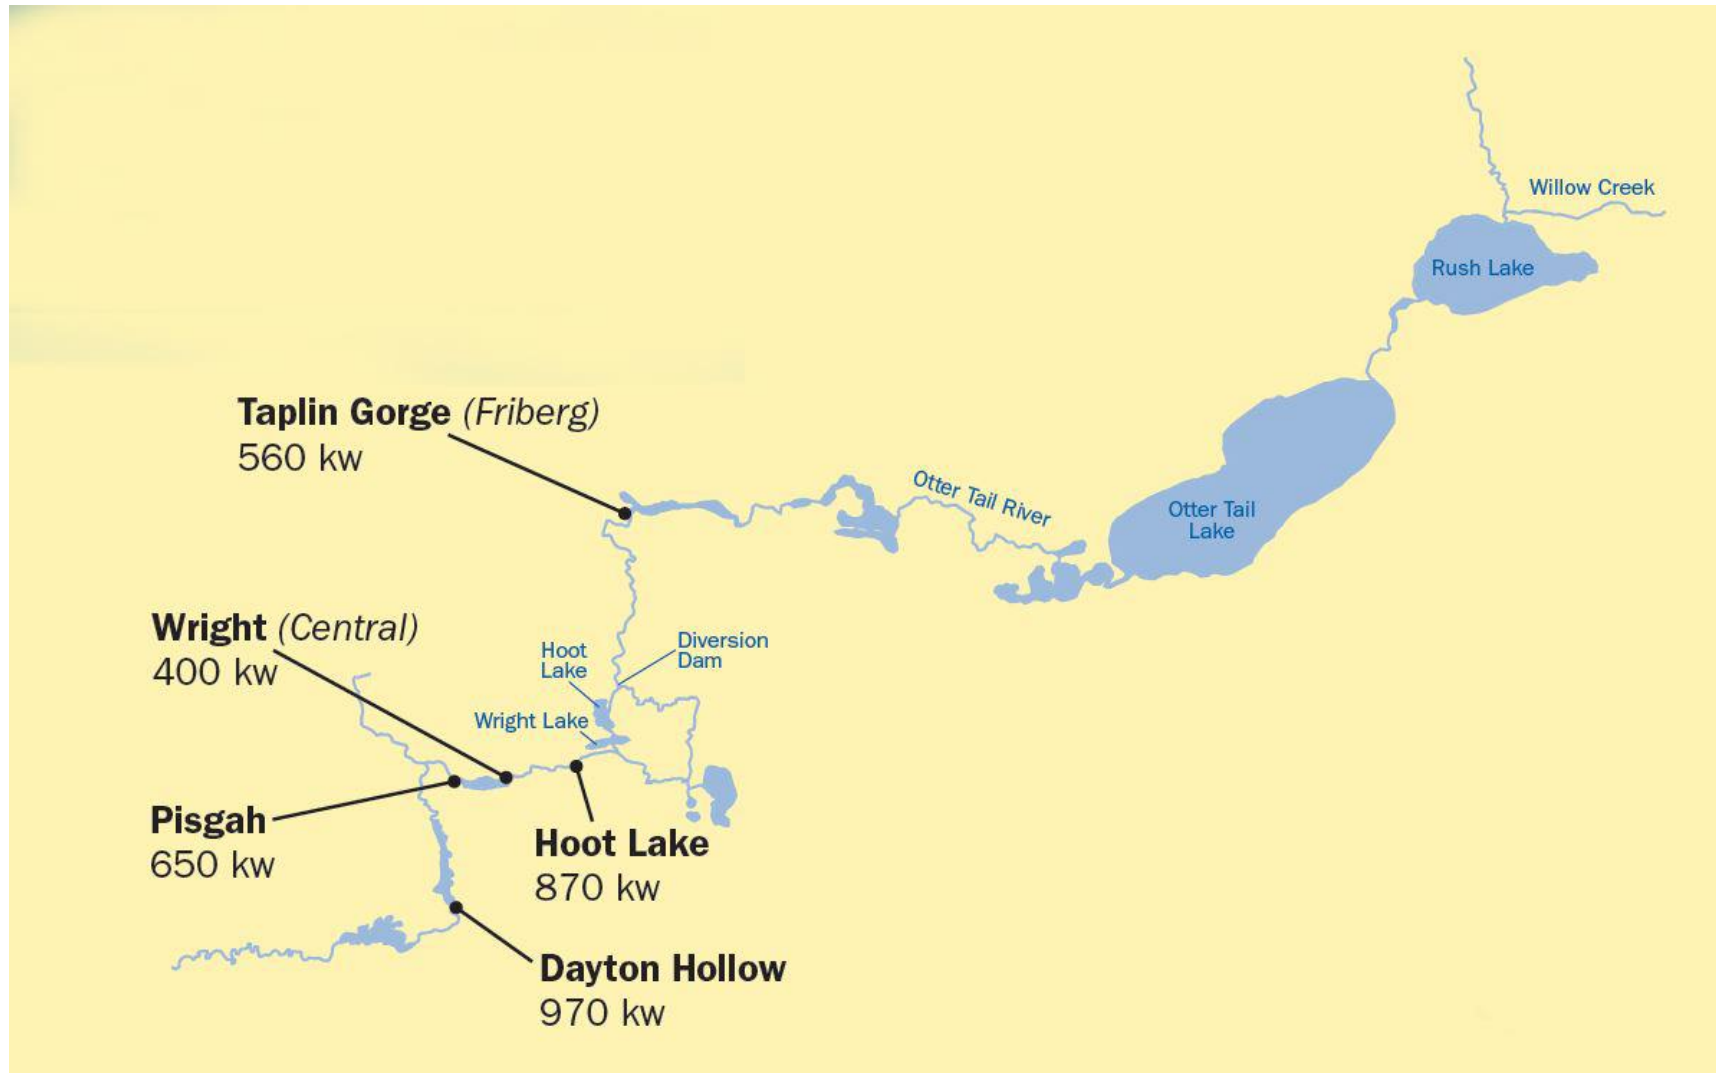 Willow Creek
Rush Lake
Taplin Gorge (Friberg)
560 kw
Otter Tail River
Otter Tail
Lake
Wright (Central)
400 kw
Hoot
Lake
Diversion
Dam
Wright Lake
Pisgah
650 kw
Hoot Lake
870 kw
Dayton Hollow
970 kw